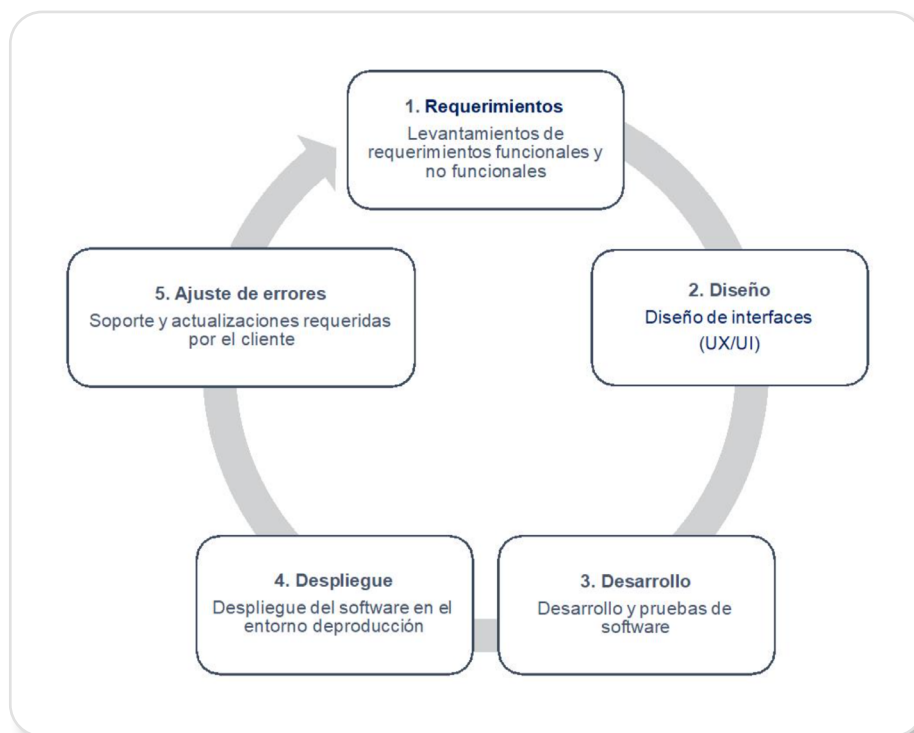 1. Requerimientos
Levantamientos de
requerimientos funcionales y
no funcionales
2. Diseño
Diseño de interfaces
(UX/UI)
3. Desarrollo
Desarrollo y pruebas de
software
4. Despliegue
Despliegue del software en el
entorno deproducción
5. Ajuste de errores
Soporte y actualizaciones requeridas
por el cliente